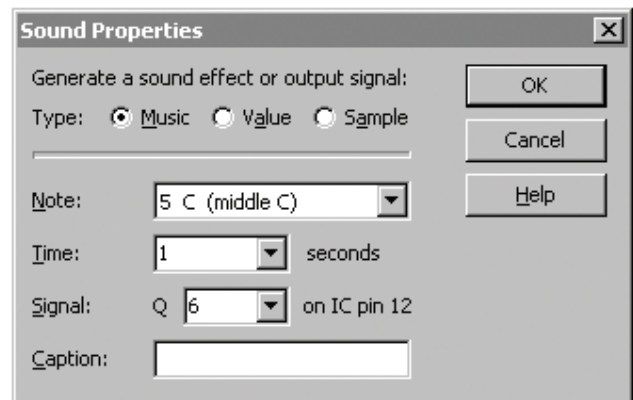 Sound Properties
Generate a sound effect or output signal:
Type: Music Value Sample
OK
Cancel
Help
Note: 5 C (middle C)
Time: 1 seconds
Signal: Q 6 on IC pin 12
Caption: